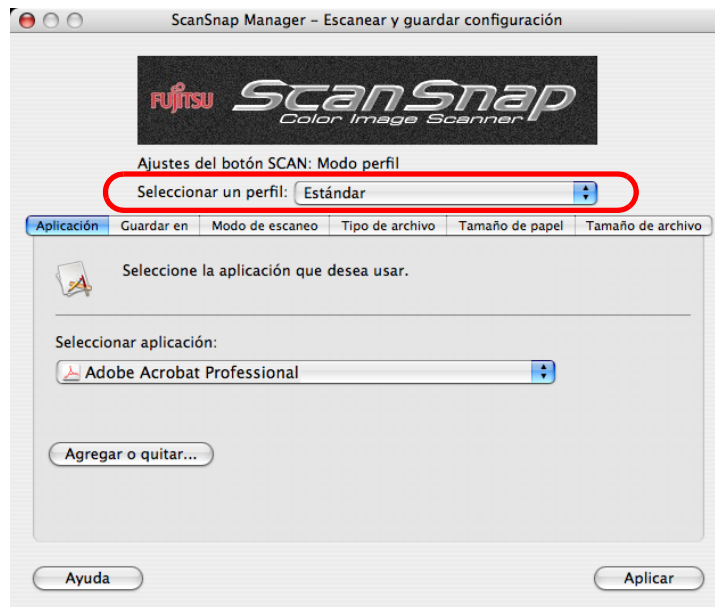 ScanSnap Manager – Escanear y guardar configuración
FUJITSU ScanSnap
Color Image Scanner
Ajustes del botón SCAN: Modo perfil
Seleccionar un perfil: Estándar
Aplicación Guardar en Modo de escaneo Tipo de archivo Tamaño de papel Tamaño de archivo
Seleccione la aplicación que desea usar.
Seleccionar aplicación:
Adobe Acrobat Professional
Agregar o quitar...
Ayuda Aplicar